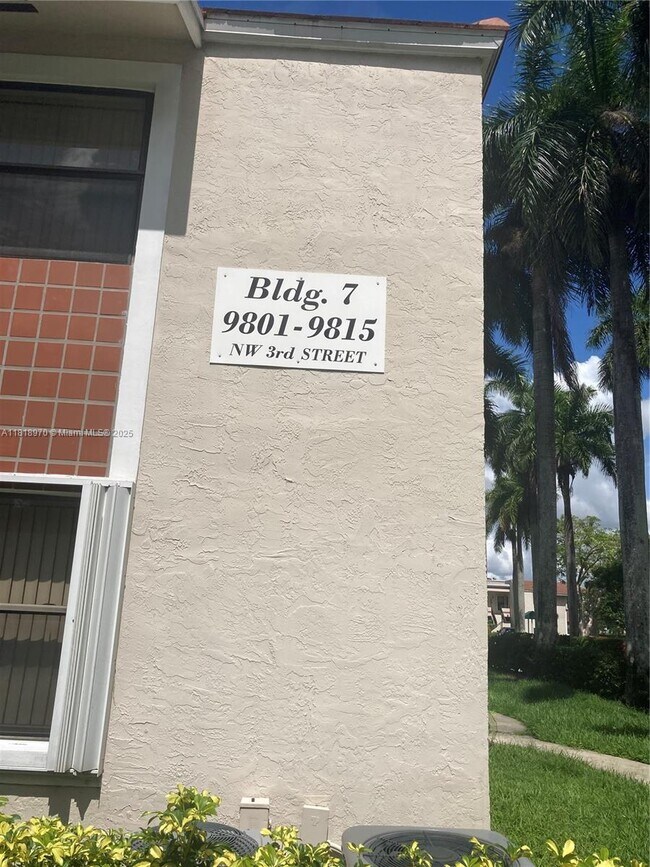 Bldg. 7
9801-9815
NW 3rd STREET
A11818970 © Miami MLS® 2025